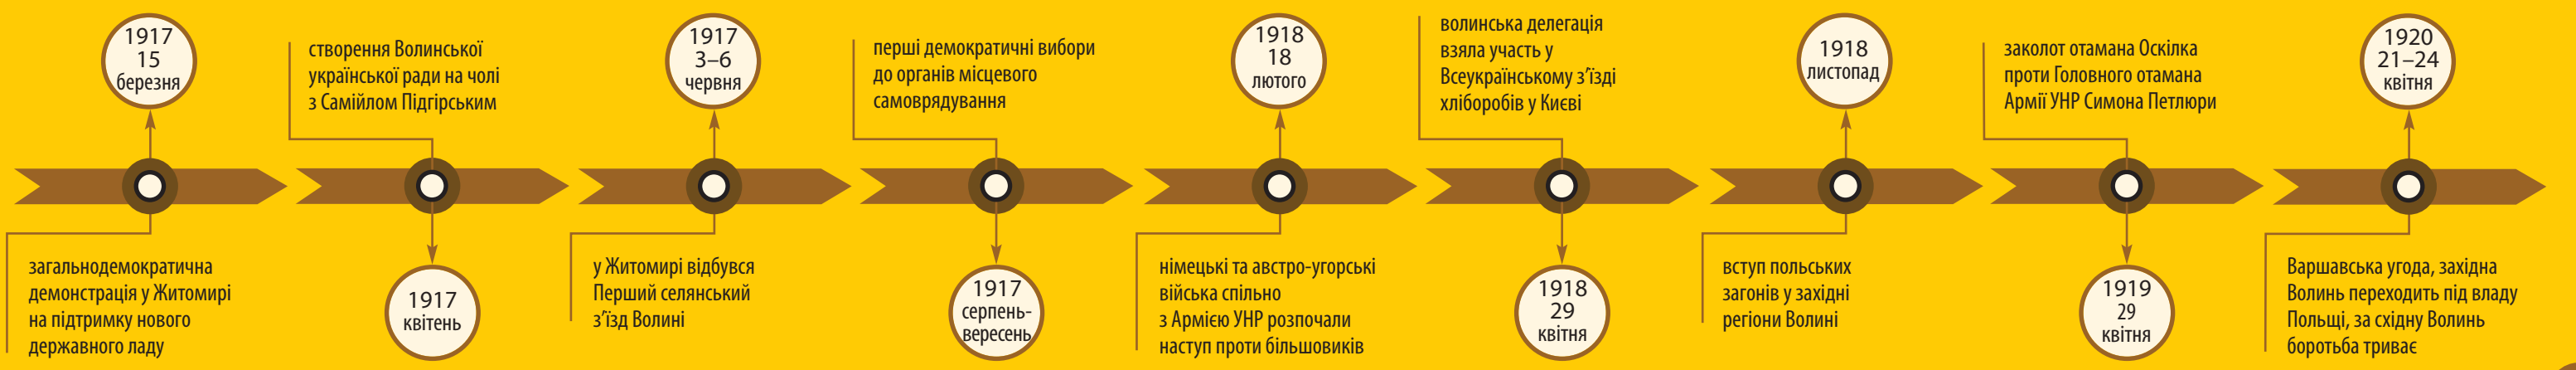 1917
15
березня
загальнодемократична
демонстрація у Житомирі
на підтримку нового
державного ладу
створення Волинської
української ради на чолі
з Самійлом Підгірським
1917
квітень
1917
3–6
червня
у Житомирі відбувся
Перший селянський
з’їзд Волині
перші демократичні вибори
до органів місцевого
самоврядування
1917
серпень-
вересень
1918
18
лютого
німецькі та австро-угорські
війська спільно
з Армією УНР розпочали
наступ проти більшовиків
волинська делегація
взяла участь у
Всеукраїнському з’їзді
хліборобів у Києві
1918
29
квітня
1918
листопад
вступ польських
загонів у західні
регіони Волині
заколот отамана Оскілка
проти Головного отамана
Армії УНР Симона Петлюри
1919
29
квітня
1920
21–24
квітня
Варшавська угода, західна
Волинь переходить під владу
Польщі, за східну Волинь
боротьба триває